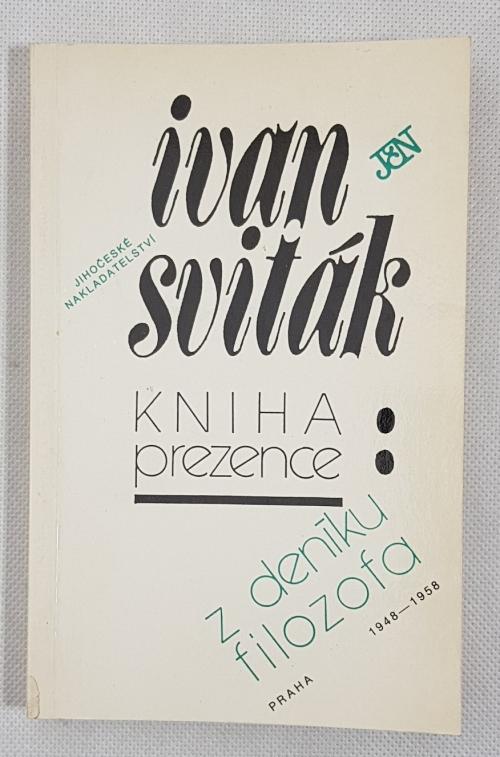 ivan
JčN
JIHOČESKÉ
NAKLADATELSTVÍ
sviták:
KNIHA
prezence
z deníku
filozofa
PRAHA
1948—1958